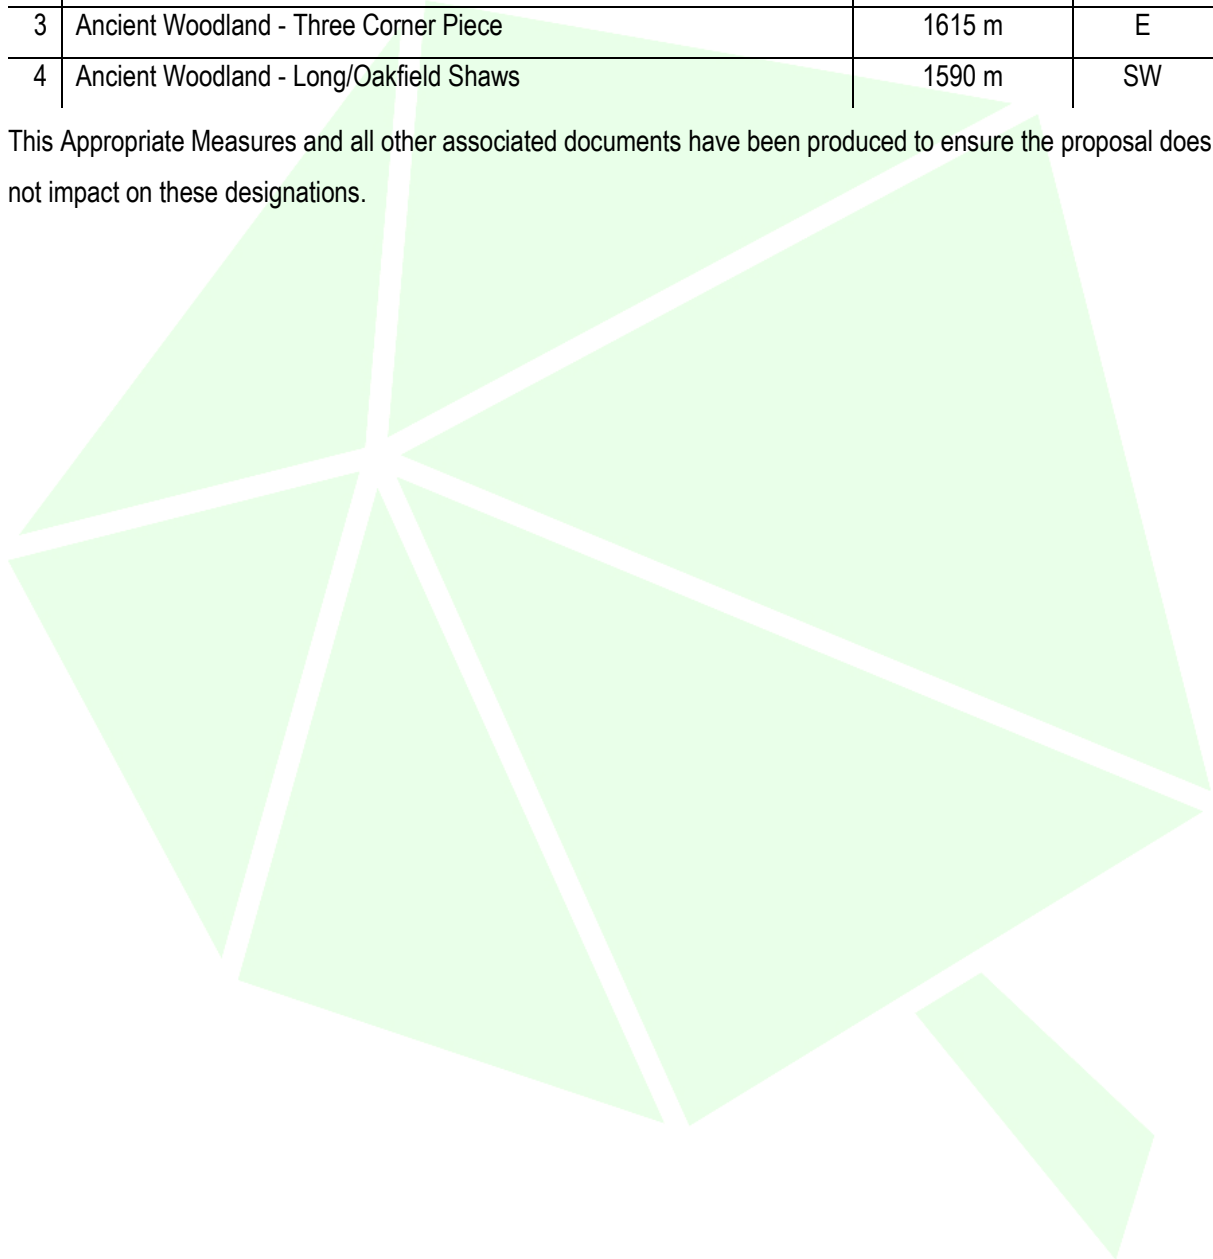 3 Ancient Woodland - Three Corner Piece 1615 m E
4 Ancient Woodland - Long/Oakfield Shaws 1590 m SW
This Appropriate Measures and all other associated documents have been produced to ensure the proposal does
not impact on these designations.